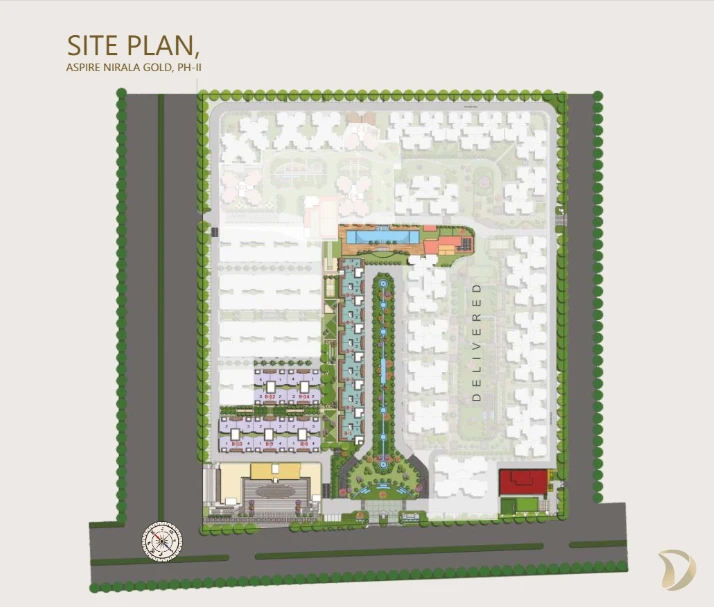 SITE PLAN,
ASPIRE NIRALA GOLD, PH-II
DELIVERED